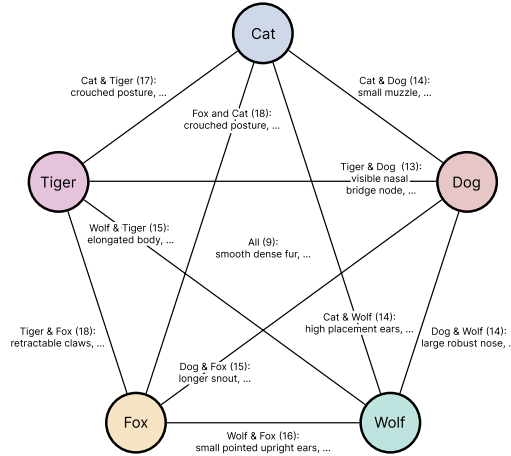 Cat
Cat & Tiger (17):
crouched posture, ...
Cat & Dog (14):
small muzzle, ...
Fox and Cat (18):
crouched posture, ...
Tiger
Tiger & Dog (13):
visible nasal
bridge node, ...
Dog
Wolf & Tiger (15):
elongated body, ...
All (9):
smooth dense fur, ...
Tiger & Fox (18):
retractable claws, ...
Cat & Wolf (14):
high placement ears, ...
Dog & Wolf (14):
large robust nose, .
Dog & Fox (15):
longer snout, ...
Fox
Wolf
Wolf & Fox (16):
small pointed upright ears, ...